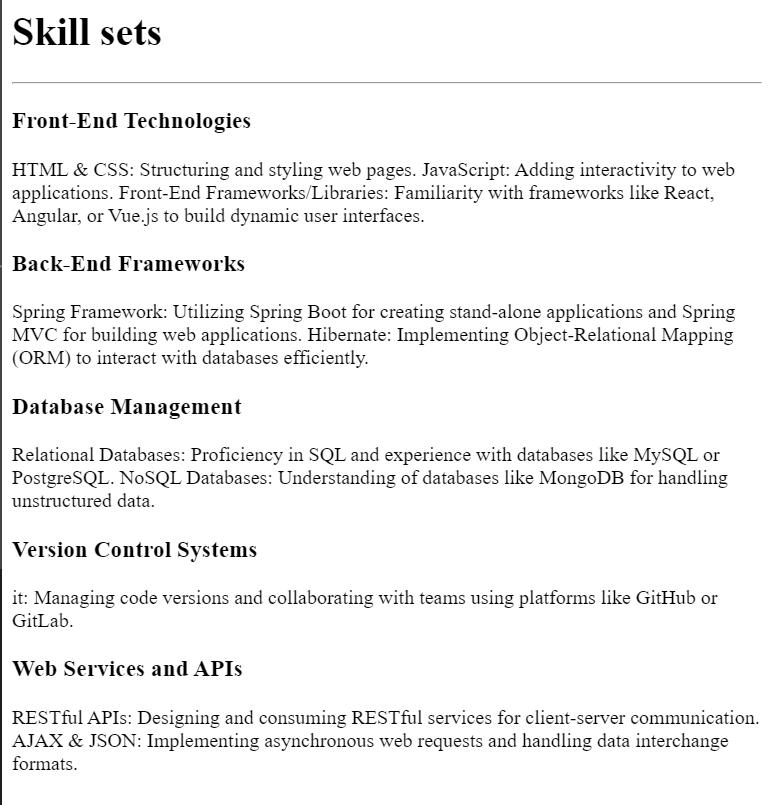 Skill sets
Front-End Technologies
HTML & CSS: Structuring and styling web pages. JavaScript: Adding interactivity to web
applications. Front-End Frameworks/Libraries: Familiarity with frameworks like React,
Angular, or Vue.js to build dynamic user interfaces.
Back-End Frameworks
Spring Framework: Utilizing Spring Boot for creating stand-alone applications and Spring
MVC for building web applications. Hibernate: Implementing Object-Relational Mapping
(ORM) to interact with databases efficiently.
Database Management
Relational Databases: Proficiency in SQL and experience with databases like MySQL or
PostgreSQL. NoSQL Databases: Understanding of databases like MongoDB for handling
unstructured data.
Version Control Systems
it: Managing code versions and collaborating with teams using platforms like GitHub or
GitLab.
Web Services and APIs
RESTful APIs: Designing and consuming RESTful services for client-server communication.
AJAX & JSON: Implementing asynchronous web requests and handling data interchange
formats.